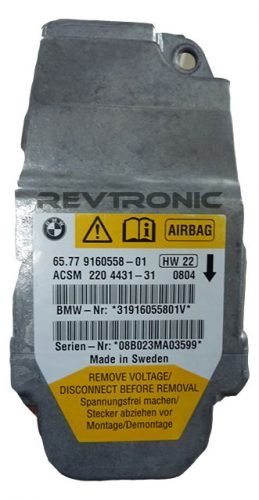 REVTRONIC
BMW
AIRBAG
65.77 9160558-01 HW 22
ACSM 220 4431-31 0804
BMW-Nr: *31916055801V*
Serien-Nr: *08B023MA03599*
Made in Sweden
REMOVE VOLTAGE/
DISCONNECT BEFORE REMOVAL
Spannungsfrei machen/
Stecker abziehen vor
Montage/Demontage